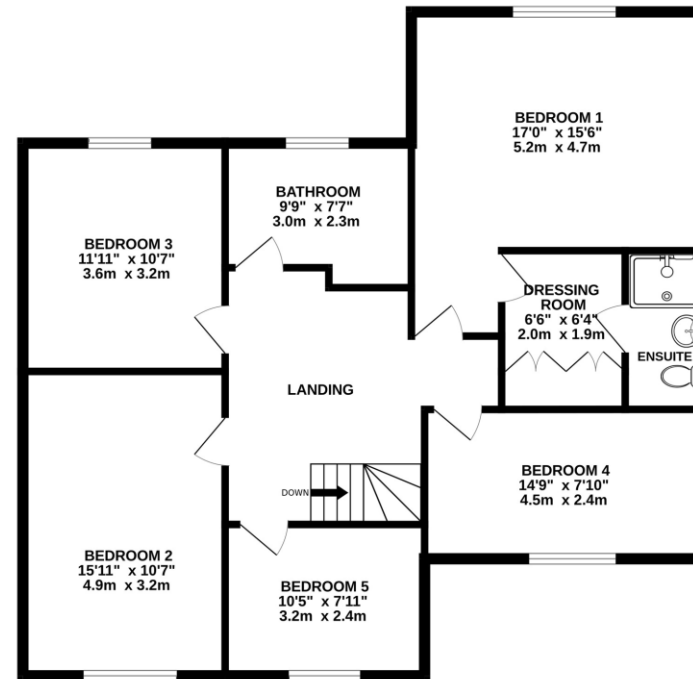 BEDROOM 1
17'0" x 15'6"
5.2m x 4.7m
BATHROOM
9'9" x 7'7"
3.0m x 2.3m
BEDROOM 3
11'11" x 10'7"
3.6m x 3.2m
DRESSING
ROOM
6'6" x 6'4"
2.0m x 1.9m
ENSUITE
LANDING
DOWN
BEDROOM 4
14'9" x 7'10"
4.5m x 2.4m
BEDROOM 2
15'11" x 10'7"
4.9m x 3.2m
BEDROOM 5
10'5" x 7'11"
3.2m x 2.4m